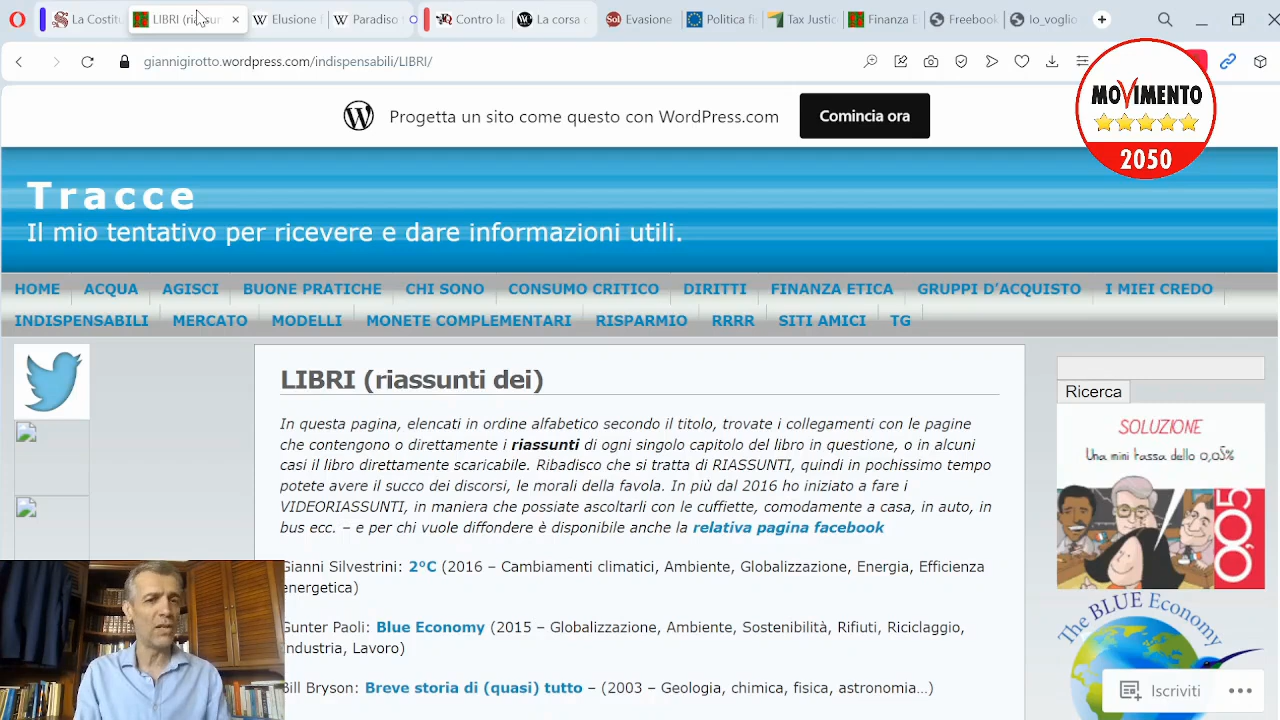 La Costitu
LIBRI (riassun
Elusione
Paradiso
Contro la
La corsa
Evasione
Politica fi
Tax Justic
Finanza E
Freebook
Io_voglio
giannigirotto.wordpress.com/indispensabili/LIBRI/
MOVIMENTO
2050
Progetta un sito come questo con WordPress.com
Comincia ora
Tracce
Il mio tentativo per ricevere e dare informazioni utili.
HOME ACQUA AGISCI BUONE PRATICHE CHI SONO CONSUMO CRITICO DIRITTI FINANZA ETICA GRUPPI D'ACQUISTO I MIEI CREDO
INDISPENSABILI MERCATO MODELLI MONETE COMPLEMENTARI RISPARMIO RRRR SITI AMICI TG
LIBRI (riassunti dei)
In questa pagina, elencati in ordine alfabetico secondo il titolo, trovate i collegamenti con le pagine
che contengono o direttamente i riassunti di ogni singolo capitolo del libro in questione, o in alcuni
casi il libro direttamente scaricabile. Ribadisco che si tratta di RIASSUNTI, quindi in pochissimo tempo
potete avere il succo dei discorsi, le morali della favola. In più dal 2016 ho iniziato a fare i
VIDEORIASSUNTI, in maniera che possiate ascoltarli con le cuffiette, comodamente a casa, in auto, in
bus ecc. – e per chi vuole diffondere è disponibile anche la relativa pagina facebook
Gianni Silvestrini: 2°C (2016 – Cambiamenti climatici, Ambiente, Globalizzazione, Energia, Efficienza
energetica)
Gunter Paoli: Blue Economy (2015 – Globalizzazione, Ambiente, Sostenibilità, Rifiuti, Riciclaggio,
Industria, Lavoro)
Bill Bryson: Breve storia di (quasi) tutto – (2003 – Geologia, chimica, fisica, astronomia...)
Ricerca
SOLUZIONE
Una mini tassa dello 0,05%
0,05
The BLUE Economy
Iscriviti